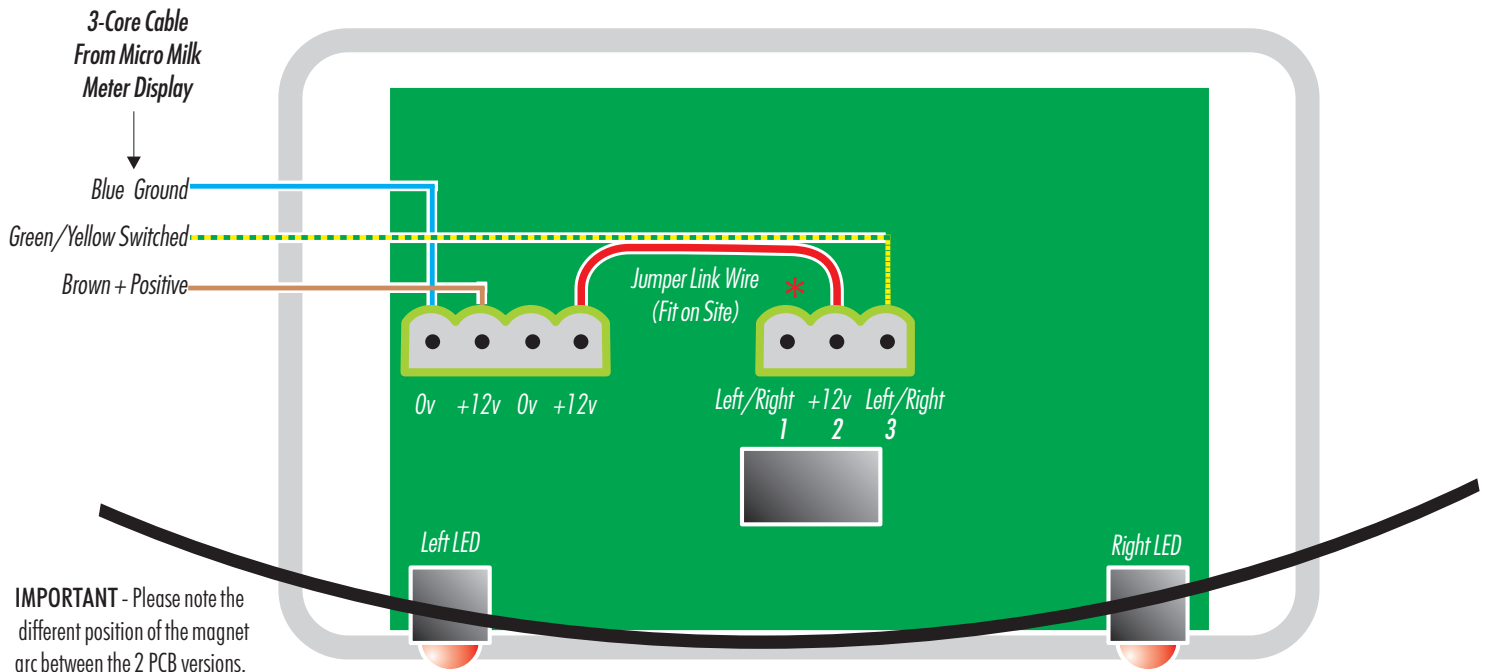 3-Core Cable
From Micro Milk
Meter Display
Blue Ground
Green/Yellow Switched
Brown + Positive
Jumper Link Wire *
(Fit on Site)
0v +12v 0v +12v
Left/Right +12v Left/Right
1 2 3
Left LED
Right LED
IMPORTANT - Please note the
different position of the magnet
arc between the 2 PCB versions.